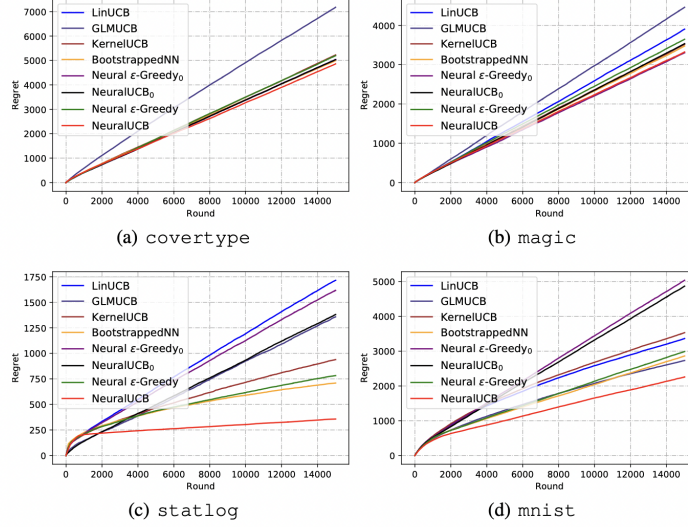 7000
6000
5000
4000
3000
2000
1000
0
Regret
LinUCB
GLMUCB
KernelUCB
BootstrappedNN
Neural ε-Greedy₀
NeuralUCB₀
Neural ε-Greedy
NeuralUCB
0 2000 4000 6000 8000 10000 12000 14000
Round
(a) covertype
4000
3000
2000
1000
0
Regret
LinUCB
GLMUCB
KernelUCB
BootstrappedNN
Neural ε-Greedy₀
NeuralUCB₀
Neural ε-Greedy
NeuralUCB
0 2000 4000 6000 8000 10000 12000 14000
Round
(b) magic
1750
1500
1250
1000
750
500
250
0
Regret
LinUCB
GLMUCB
KernelUCB
BootstrappedNN
Neural ε-Greedy₀
NeuralUCB₀
Neural ε-Greedy
NeuralUCB
0 2000 4000 6000 8000 10000 12000 14000
Round
(c) statlog
5000
4000
3000
2000
1000
0
Regret
LinUCB
GLMUCB
KernelUCB
BootstrappedNN
Neural ε-Greedy₀
NeuralUCB₀
Neural ε-Greedy
NeuralUCB
0 2000 4000 6000 8000 10000 12000 14000
Round
(d) mnist